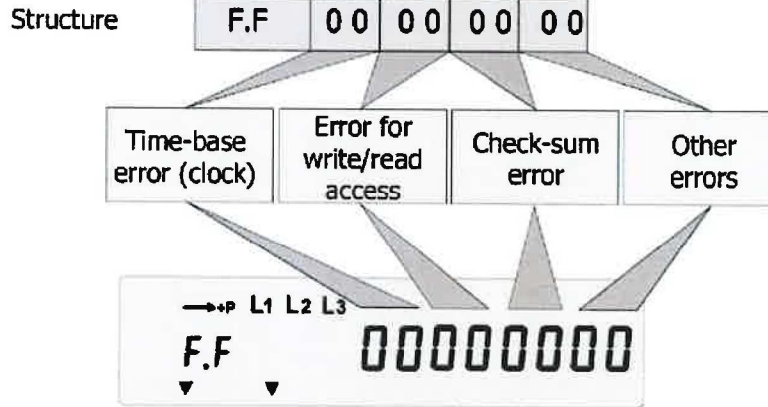 Structure F.F 00 00 00 00
Time-base error (clock)
Error for write/read access
Check-sum error
Other errors
→+P L1 L2 L3
F.F 00000000